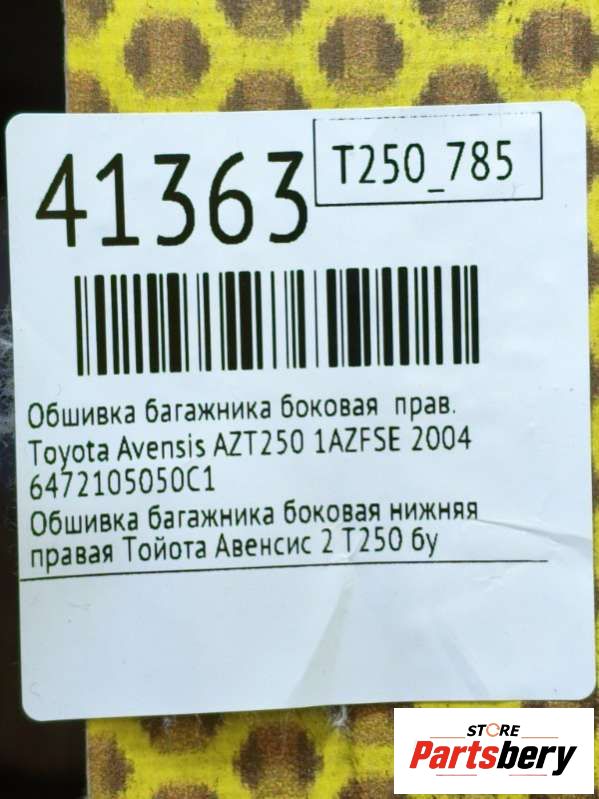 41363
T250_785
Обшивка багажника боковая прав.
Toyota Avensis AZT250 1AZFSE 2004
6472105050C1
Обшивка багажника боковая нижняя
правая Тойота Авенсис 2 Т250 бу
STORE
Partsbery